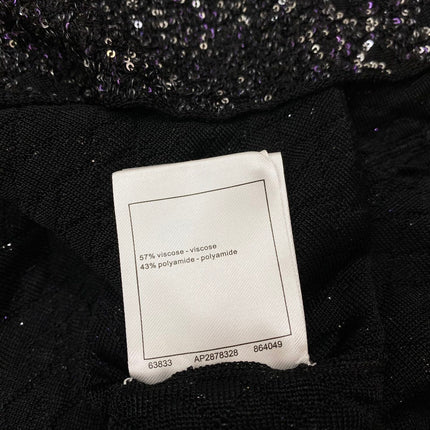 57% viscose - viscose
43% polyamide - polyamide
63833 AP2878328 864049